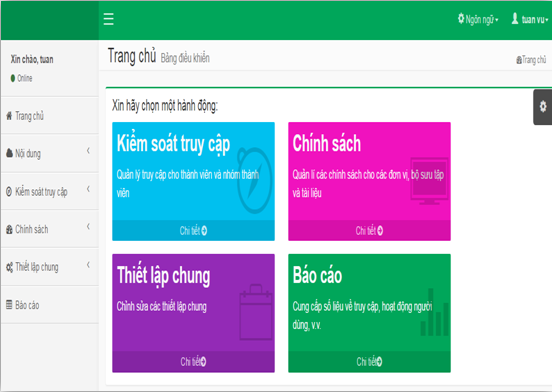 Ngôn ngữ
tuan vu
Xin chào, tuan
Online
Trang chủ
Nội dung
Kiểm soát truy cập
Chính sách
Thiết lập chung
Báo cáo
Trang chủ Bảng điều khiển
Trang chủ
Xin hãy chọn một hành động:
Kiểm soát truy cập
Quản lý truy cập cho thành viên và nhóm thành
viên
Chi tiết
Chính sách
Quản lí các chính sách cho các đơn vị, bộ sưu tập
và tài liệu
Chi tiết
Thiết lập chung
Chỉnh sửa các thiết lập chung
Chi tiết
Báo cáo
Cung cấp số liệu về truy cập, hoạt động người
dùng, v.v.
Chi tiết